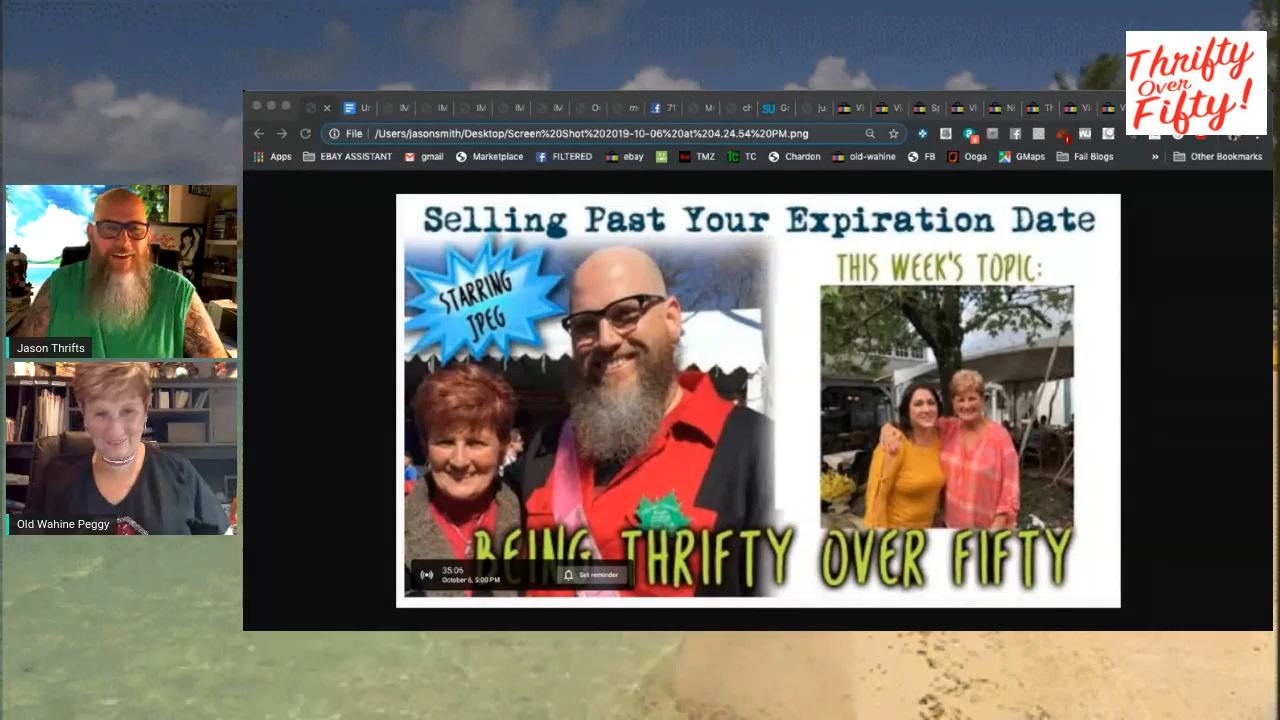 Thrifty
Over
Fifty!
File /Users/jasonsmith/Desktop/Screen%20Shot%202019-10-06%20at%204.24.54%20PM.png
Apps EBAY ASSISTANT gmail Marketplace FILTERED ebay TMZ TC Chardon old-wahine FB Ooga GMaps Fail Blogs » Other Bookmarks
Selling Past Your Expiration Date
STARRING
JPEG
THIS WEEK'S TOPIC:
BEING THRIFTY OVER FIFTY
35:06
October 6, 5:00 PM
Set reminder
Jason Thrifts
Old Wahine Peggy